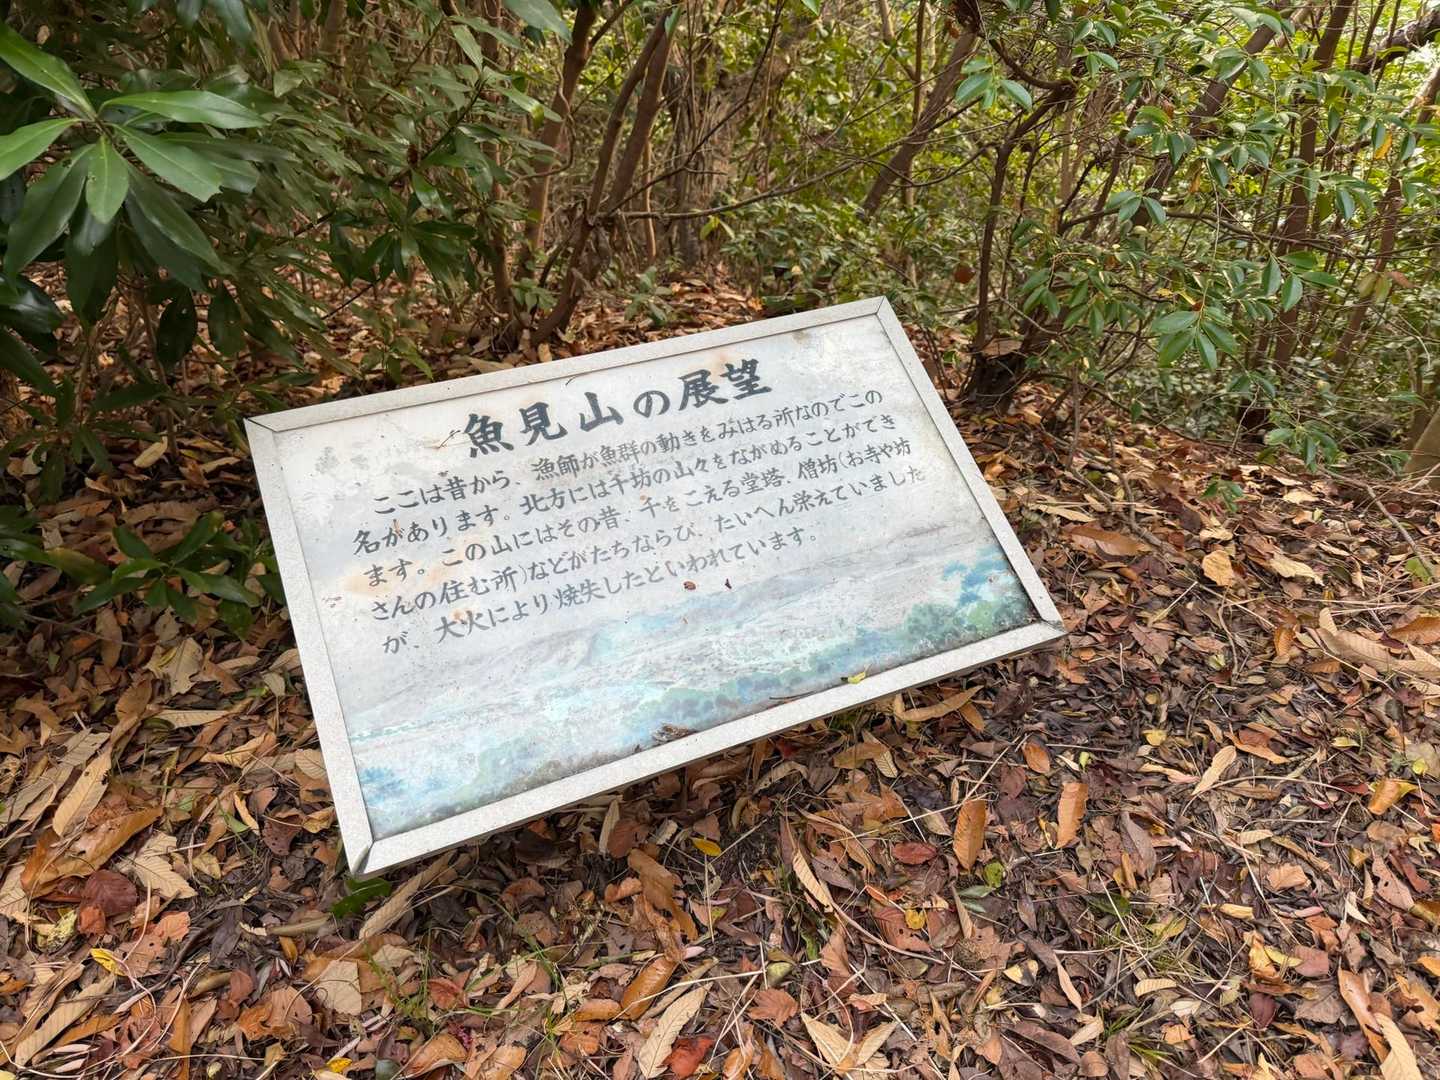 魚見山の展望
ここは昔から、漁師が魚群の動きをみはる所なのでこの
名があります。北方には千坊の山々をながめることができ
ます。この山にはその昔、千をこえる堂塔、僧坊(お寺や坊
さんの住む所)などがたちならび、たいへん栄えていました
が、大火により焼失したといわれています。